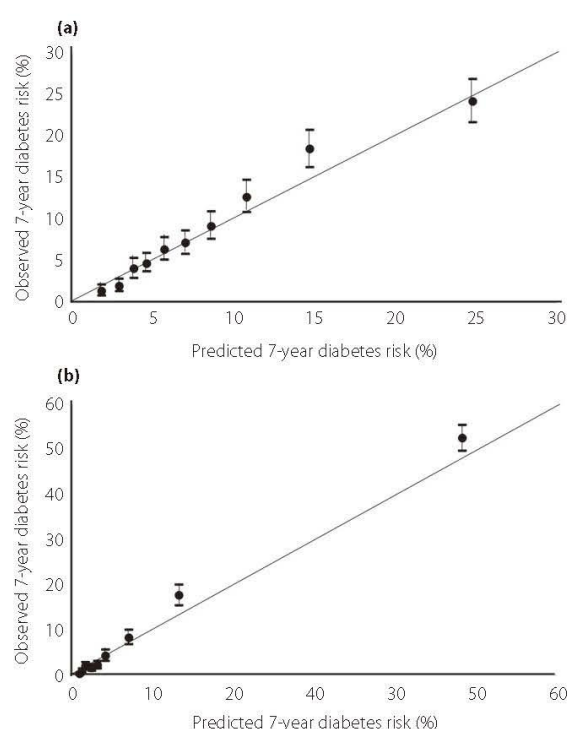 (a)
30
25
20
15
10
5
0
Observed 7-year diabetes risk (%)
0 5 10 15 20 25 30
Predicted 7-year diabetes risk (%)
(b)
60
50
40
30
20
10
0
Observed 7-year diabetes risk (%)
0 10 20 40 30 50 60
Predicted 7-year diabetes risk (%)